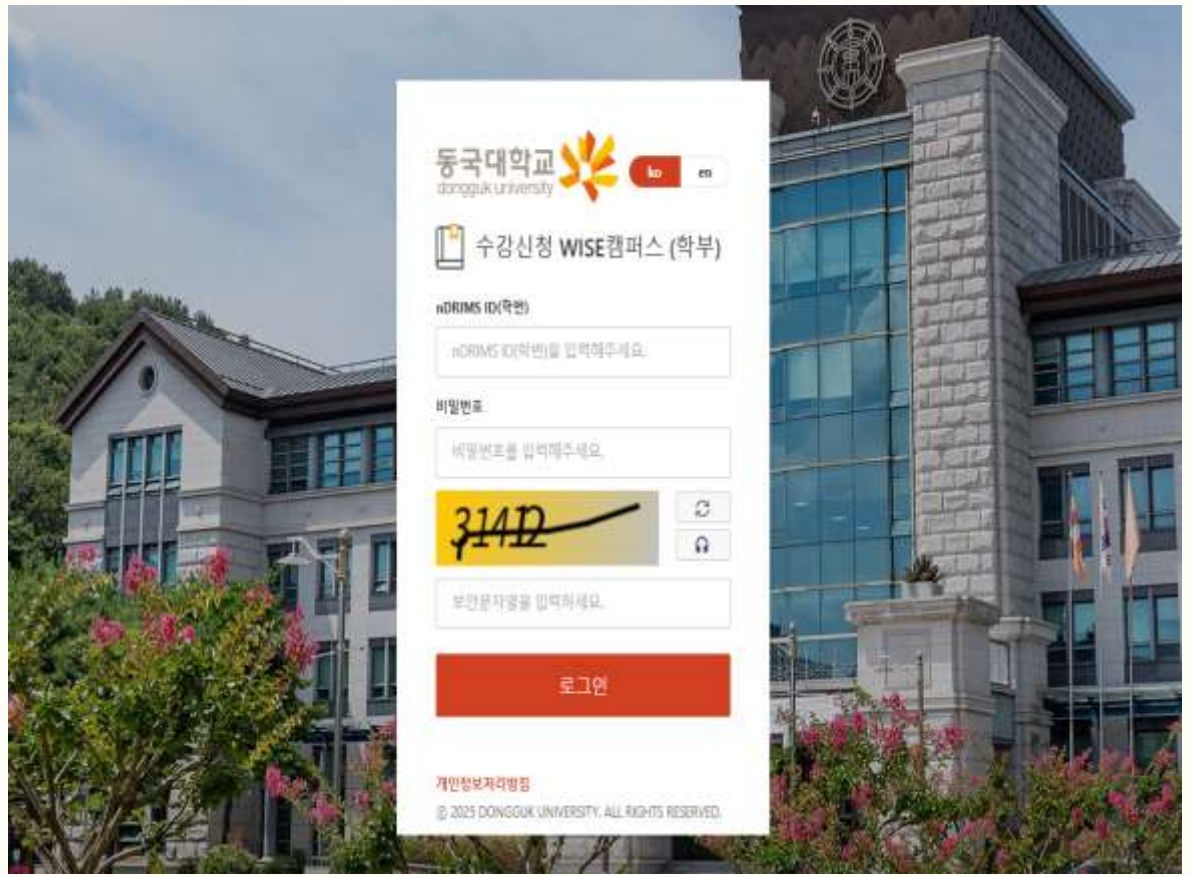 동국대학교
dongguk university
ko en
수강신청 WISE캠퍼스 (학부)
nDRIMS ID(학번)
nDRIMS ID(학번)을 입력해주세요.
비밀번호
비밀번호를 입력해주세요.
보안문자열을 입력하세요.
로그인
개인정보처리방침
© 2025 DONGGUK UNIVERSITY. ALL RIGHTS RESERVED.